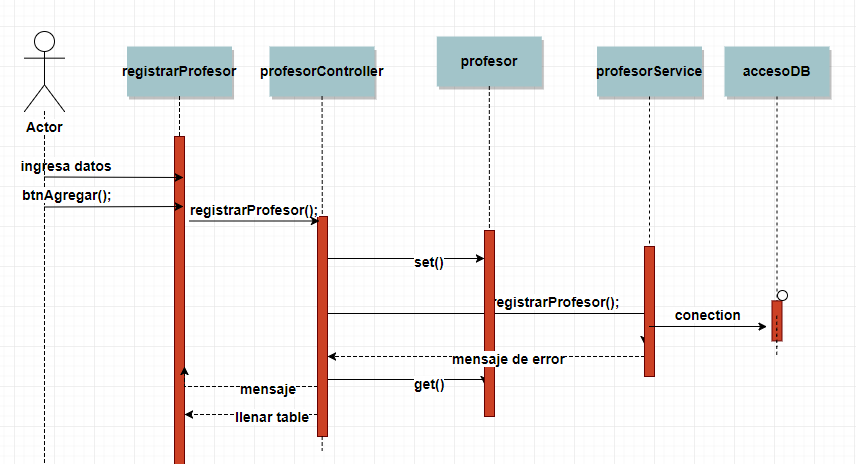 registrarProfesor
profesorController
profesor
profesorService
accesoDB
Actor
ingresa datos
btnAgregar();
registrarProfesor();
set()
registrarProfesor();
conection
mensaje de error
mensaje
get()
llenar table